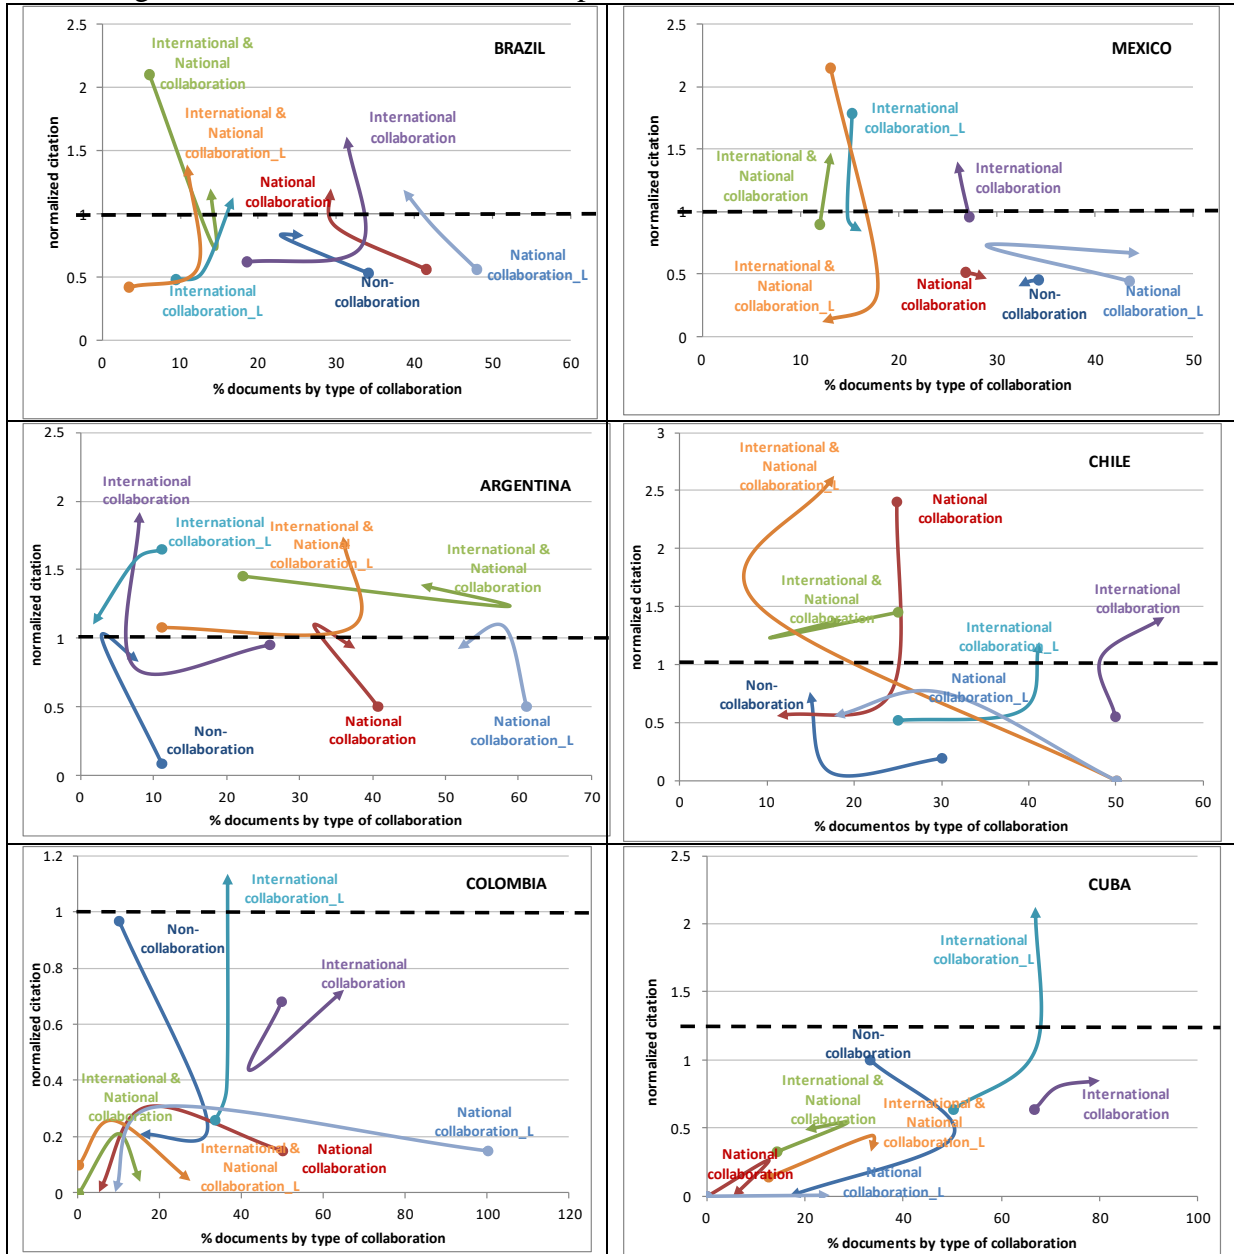 BRAZIL
normalized citation
2.5
2
1.5
1
0.5
0
International &
National
collaboration
International &
National
collaboration_L
International
collaboration
National
collaboration
International
collaboration_L
Non-
collaboration
National
collaboration_L
0 10 20 30 40 50 60
% documents by type of collaboration
MEXICO
normalized citation
2.5
2
1.5
1
0.5
0
International
collaboration_L
International &
National
collaboration
International
collaboration
International &
National
collaboration_L
National
collaboration
Non-
collaboration
National
collaboration_L
0 10 20 30 40 50
% documents by type of collaboration
ARGENTINA
normalized citation
2.5
2
1.5
1
0.5
0
International
collaboration
International
collaboration_L
International &
National
collaboration_L
International &
National
collaboration
Non-
collaboration
National
collaboration
National
collaboration_L
0 10 20 30 40 50 60 70
% documents by type of collaboration
CHILE
normalized citation
3
2.5
2
1.5
1
0.5
0
International &
National
collaboration_L
National
collaboration
International &
National
collaboration
International
collaboration
International
collaboration_L
Non-
collaboration
National
collaboration_L
0 10 20 30 40 50 60
% documentos by type of collaboration
COLOMBIA
normalized citation
1.2
1
0.8
0.6
0.4
0.2
0
International
collaboration_L
Non-
collaboration
International
collaboration
International &
National
collaboration
National
collaboration_L
International &
National
collaboration_L
National
collaboration
0 20 40 60 80 100 120
% documents by type of collaboration
CUBA
normalized citation
2.5
2
1.5
1
0.5
0
International
collaboration_L
Non-
collaboration
International &
National
collaboration
International &
National
collaboration_L
International
collaboration
National
collaboration
National
collaboration_L
0 20 40 60 80 100
% documents by type of collaboration